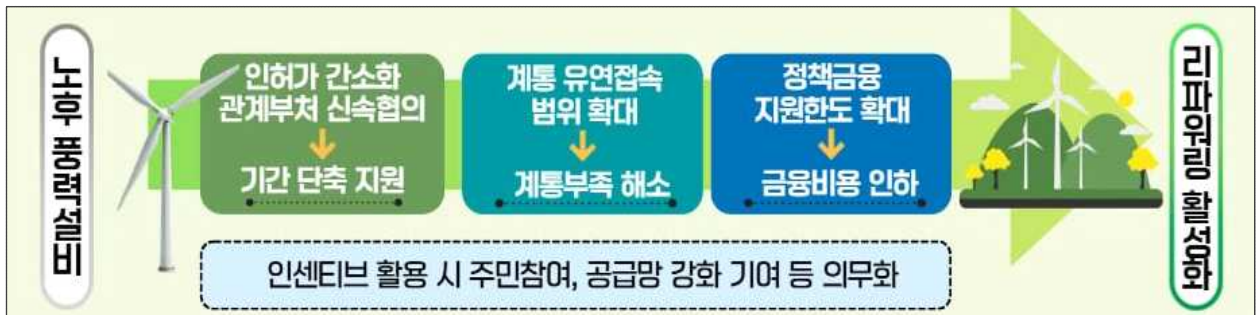 노후 풍력설비
인허가 간소화
관계부처 신속협의
기간 단축 지원
계통 유연접속
범위 확대
계통부족 해소
정책금융
지원한도 확대
금융비용 인하
인센티브 활용 시 주민참여, 공급망 강화 기여 등 의무화
리파워링 활성화